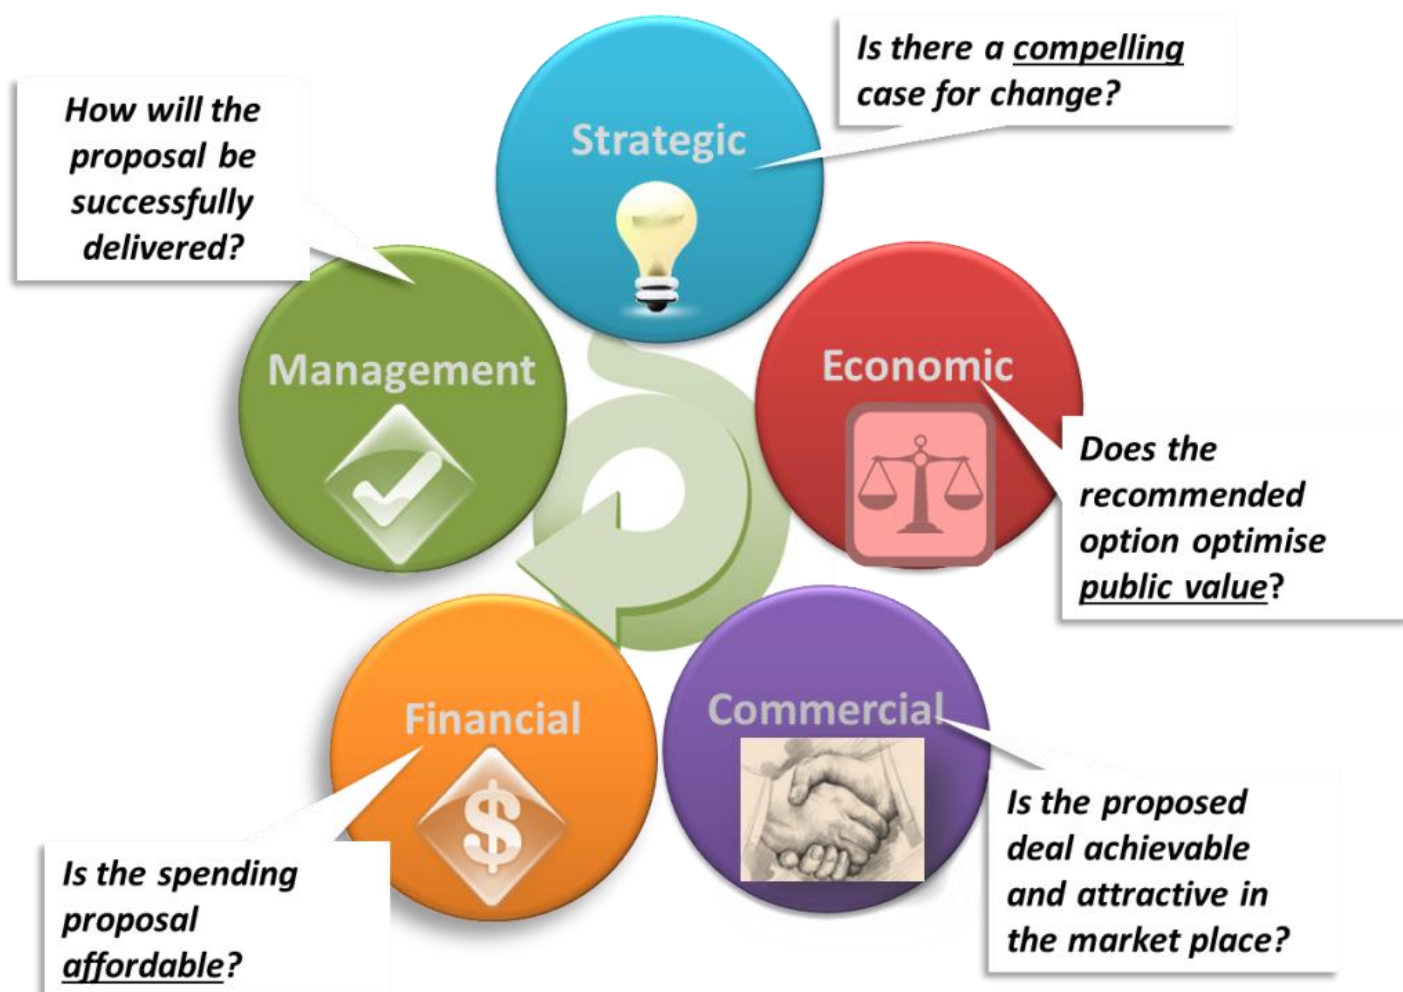 Is there a compelling
case for change?
How will the
proposal be
successfully
delivered?
Strategic
Management
Economic
Does the
recommended
option optimise
public value?
Financial
Commercial
$
Is the proposed
deal achievable
and attractive in
the market place?
Is the spending
proposal
affordable?